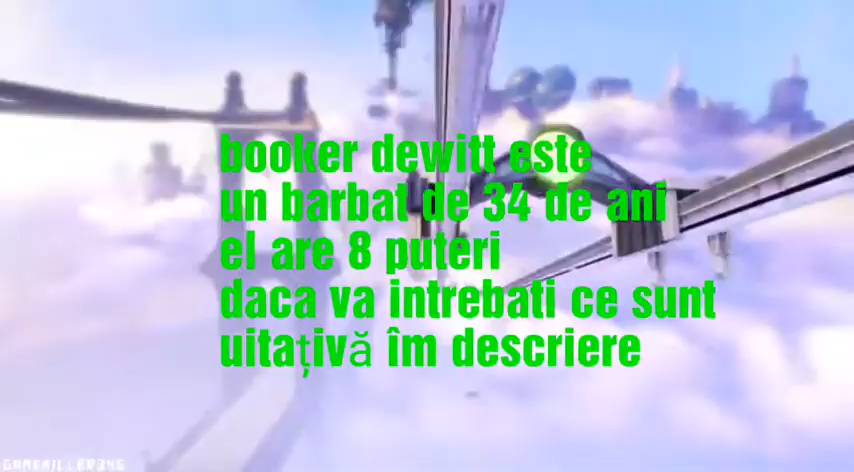 booker dewitt este
un barbat de 34 de ani
el are 8 puteri
daca va intrebati ce sunt
uitațivă îm descriere